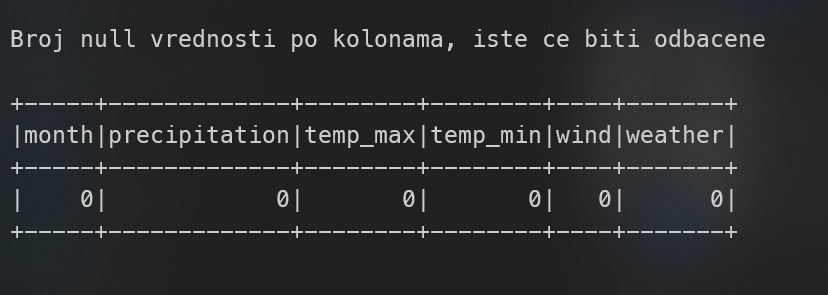 Broj null vrednosti po kolonama, iste ce biti odbacene
+-----+-------------+--------+--------+----+-------+
|month|precipitation|temp_max|temp_min|wind|weather|
+-----+-------------+--------+--------+----+-------+
|    0|            0|       0|       0|   0|      0|
+-----+-------------+--------+--------+----+-------+